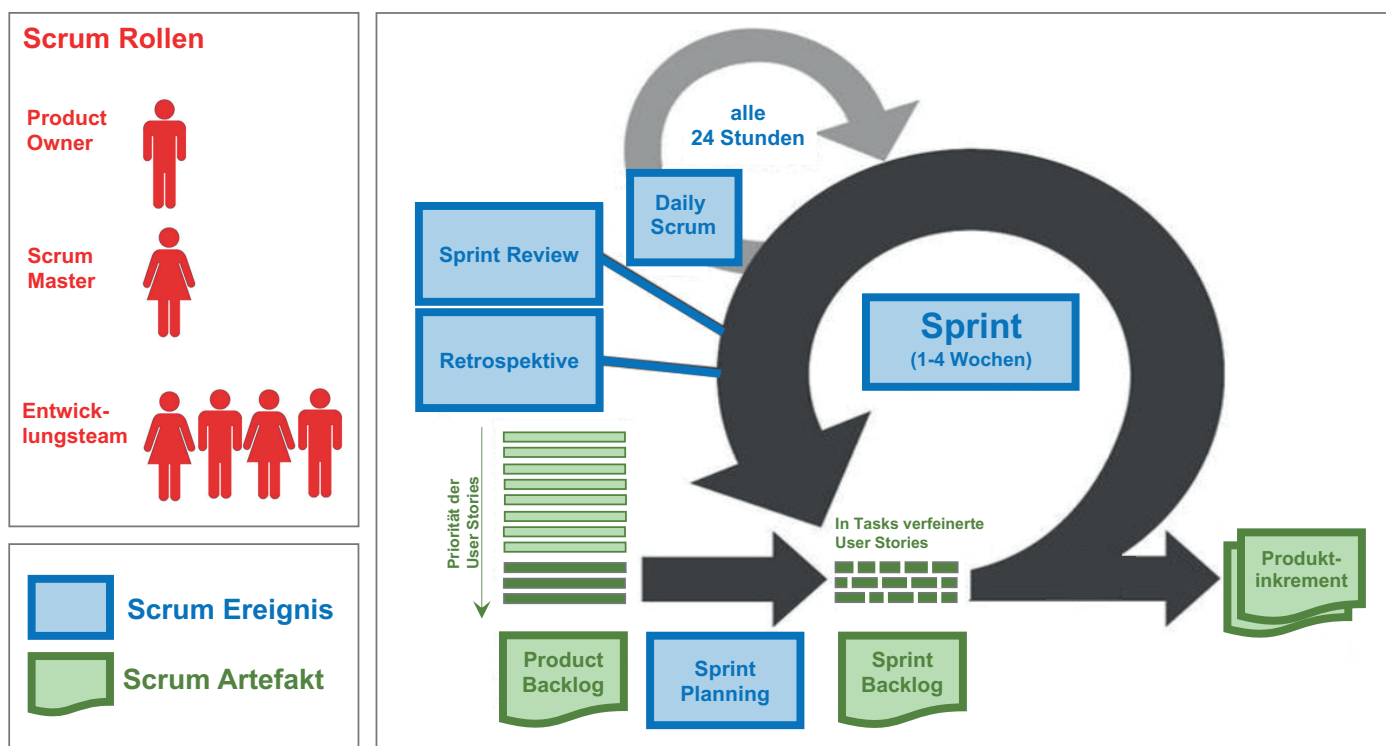 Scrum Rollen
Product
Owner
Scrum
Master
Entwick-
lungsteam
Scrum Ereignis
Scrum Artefakt
alle
24 Stunden
Daily
Scrum
Sprint Review
Retrospektive
Sprint
(1-4 Wochen)
Priorität der
User Stories
In Tasks verfeinerte
User Stories
Produkt-
inkrement
Product
Backlog
Sprint
Planning
Sprint
Backlog